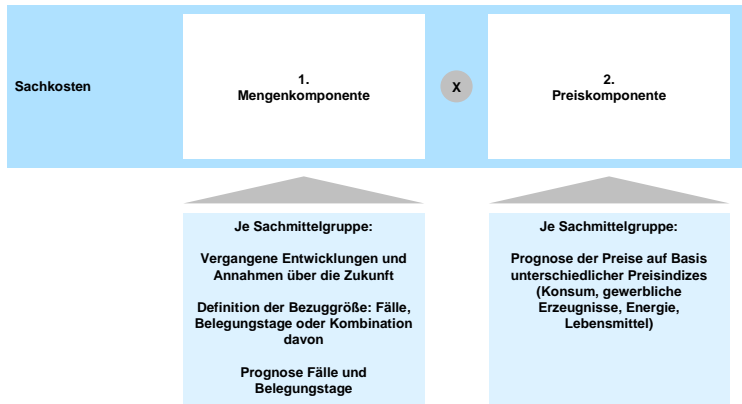 Sachkosten
1.
Mengenkomponente
X
2.
Preiskomponente
Je Sachmittelgruppe:
Vergangene Entwicklungen und
Annahmen über die Zukunft
Definition der Bezuggröße: Fälle,
Belegungstage oder Kombination
davon
Prognose Fälle und
Belegungstage
Je Sachmittelgruppe:
Prognose der Preise auf Basis
unterschiedlicher Preisindizes
(Konsum, gewerbliche
Erzeugnisse, Energie,
Lebensmittel)